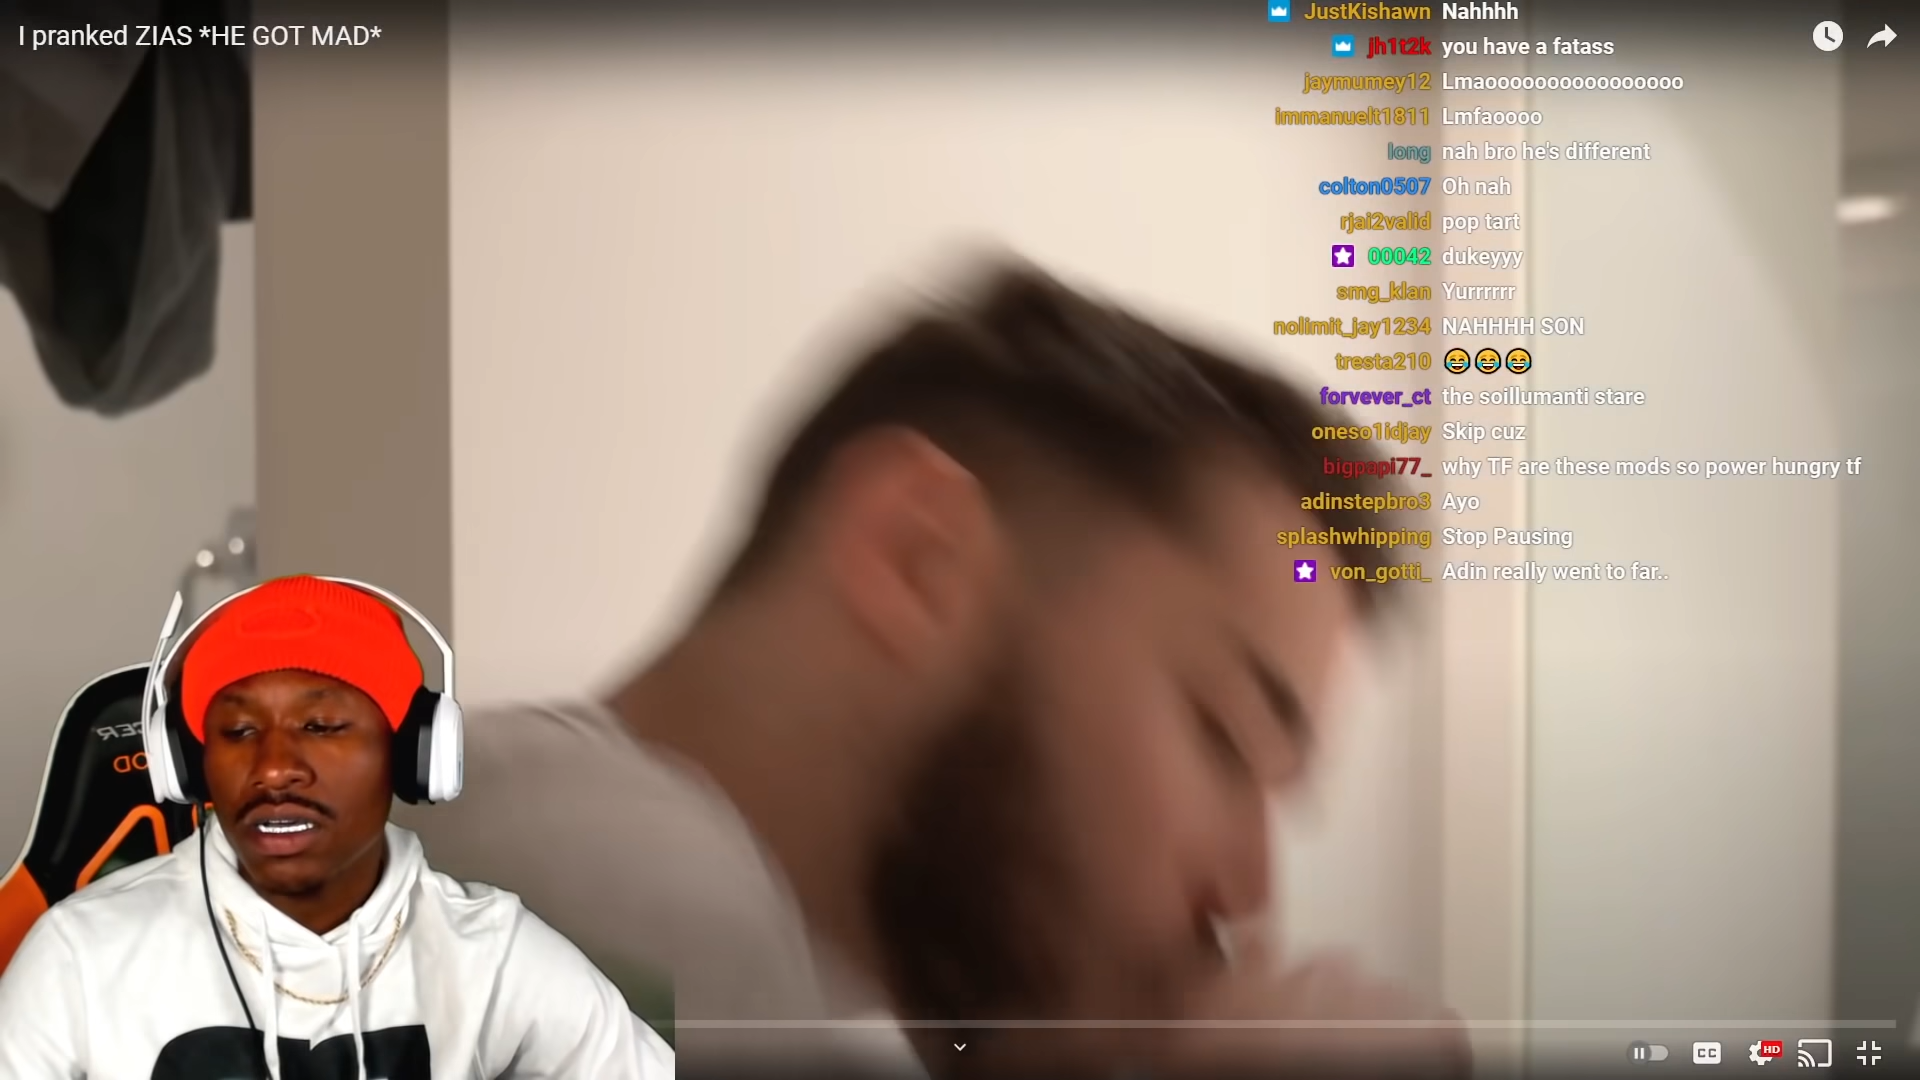 I pranked ZIAS *HE GOT MAD*
JustKishawn Nahhhh
jh1t2k you have a fatass
jaymumey12 Lmaoooooooooooooooo
immanuelt1811 Lmfaoooo
long nah bro he's different
colton0507 Oh nah
rjai2valid pop tart
00042 dukeyyy
smg_klan Yurrrrrr
nolimit_jay1234 NAHHHH SON
tresta210 😂😂😂
forvever_ct the soillumanti stare
oneso1idjay Skip cuz
bigpapi77_ why TF are these mods so power hungry tf
adinstepbro3 Ayo
splashwhipping Stop Pausing
von_gotti_ Adin really went to far..
CC
HD